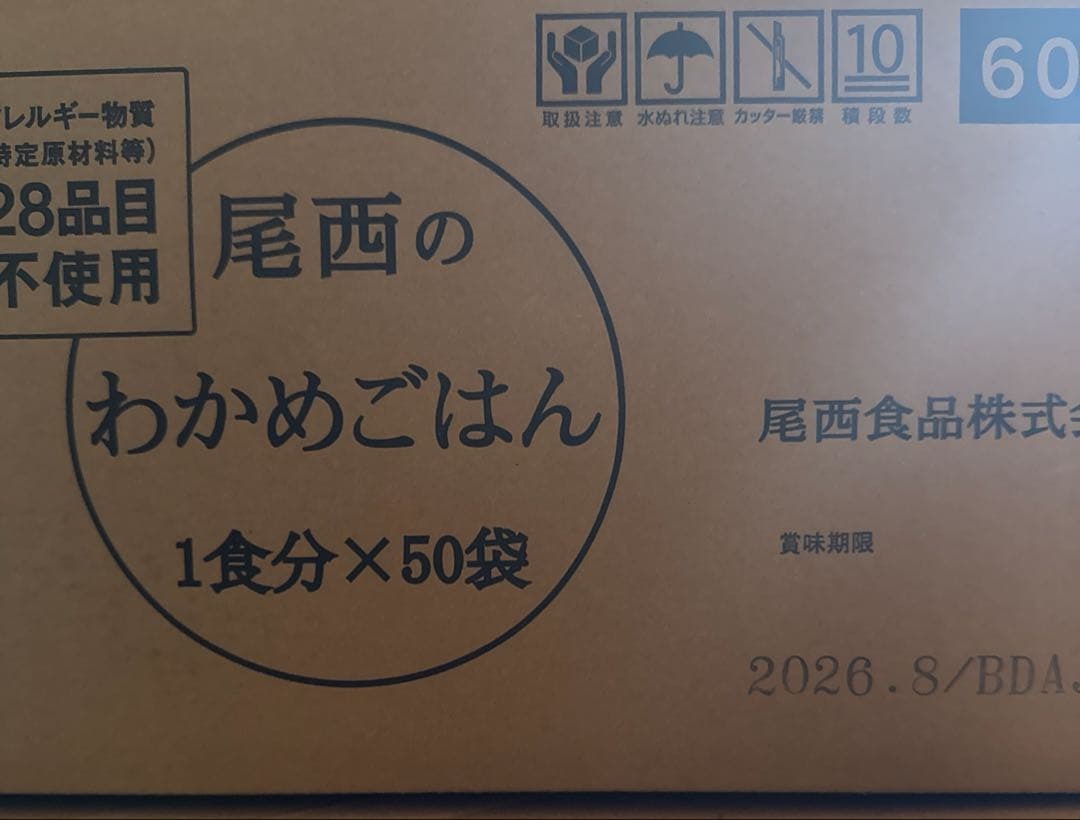 レルギー物質
特定原材料等)
28品目
不使用
尾西の
わかめごはん
1食分×50袋
10
取扱注意 水ぬれ注意 カッター厳禁 積段数
60
尾西食品株式会
賞味期限
2026.8/BDA